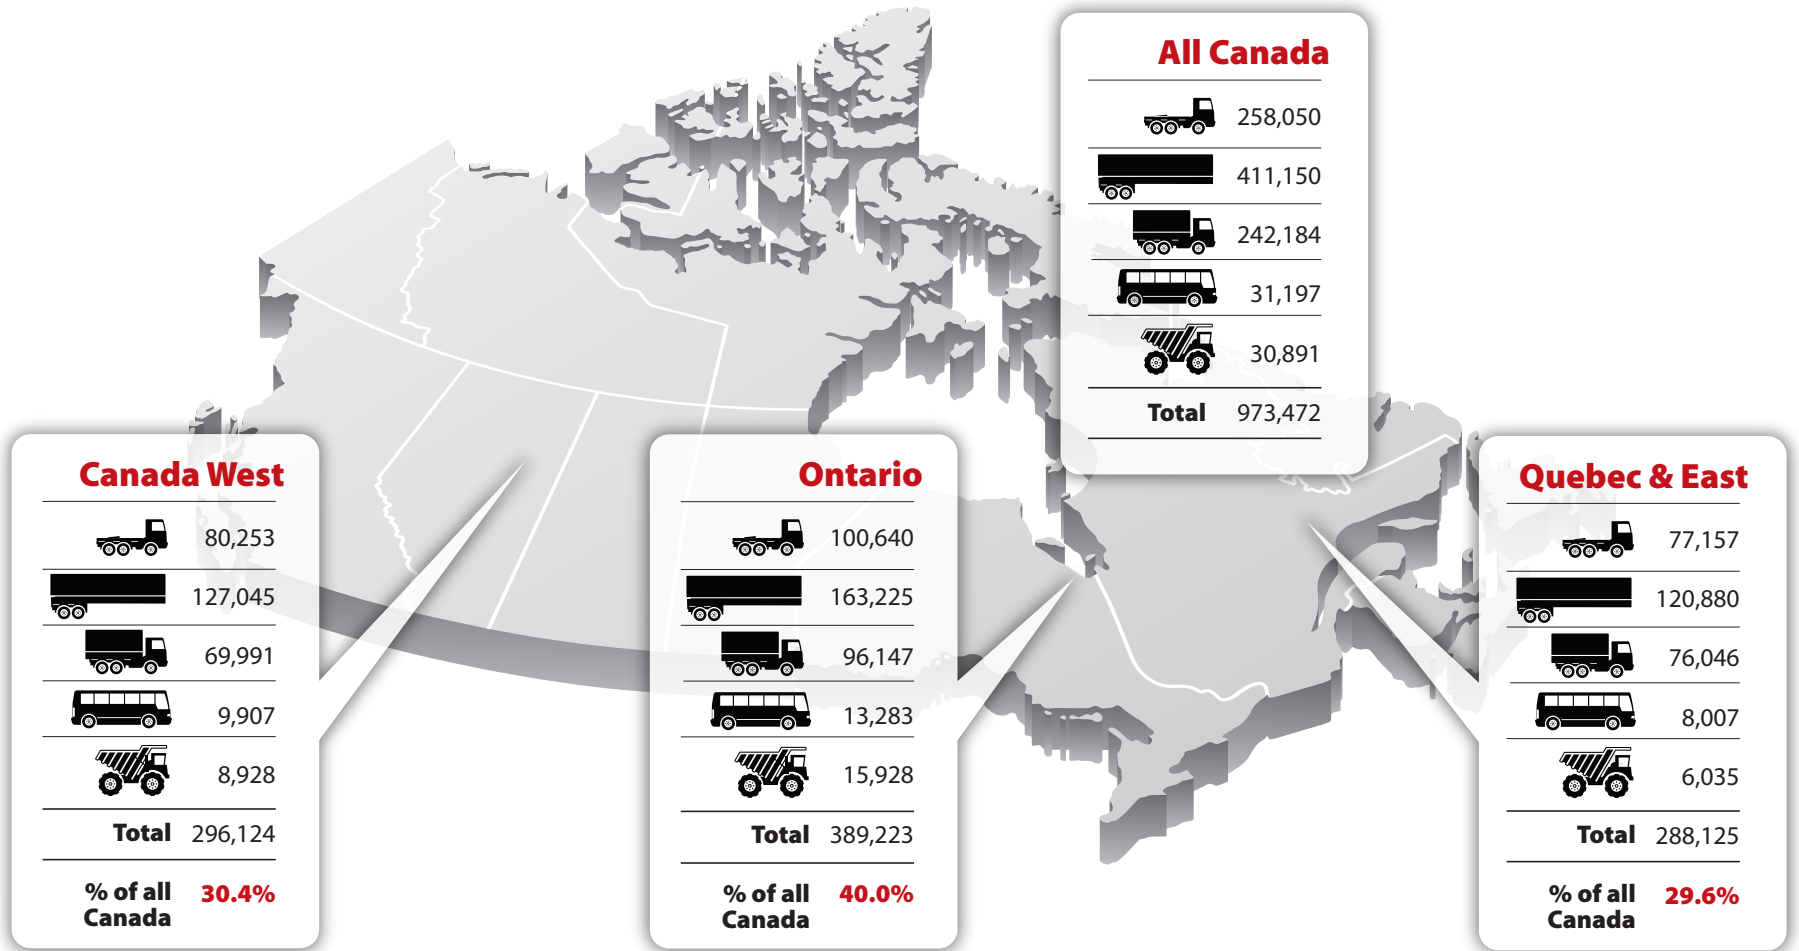 All Canada
258,050
411,150
242,184
31,197
30,891
Total 973,472
Canada West
80,253
127,045
69,991
9,907
8,928
Total 296,124
% of all 30.4%
Canada
Ontario
100,640
163,225
96,147
13,283
15,928
Total 389,223
% of all 40.0%
Canada
Quebec & East
77,157
120,880
76,046
8,007
6,035
Total 288,125
% of all 29.6%
Canada